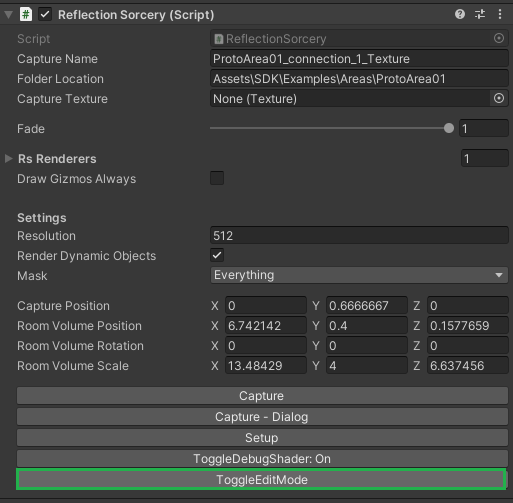 Reflection Sorcery (Script)
Script ReflectionSorcery
Capture Name ProtoArea01_connection_1_Texture
Folder Location Assets\SDK\Examples\Areas\ProtoArea01
Capture Texture None (Texture)
Fade 1
Rs Renderers 1
Draw Gizmos Always
Settings
Resolution 512
Render Dynamic Objects
Mask Everything
Capture Position X 0 Y 0.6666667 Z 0
Room Volume Position X 6.742142 Y 0.4 Z 0.1577659
Room Volume Rotation X 0 Y 0 Z 0
Room Volume Scale X 13.48429 Y 4 Z 6.637456
Capture
Capture - Dialog
Setup
ToggleDebugShader: On
ToggleEditMode